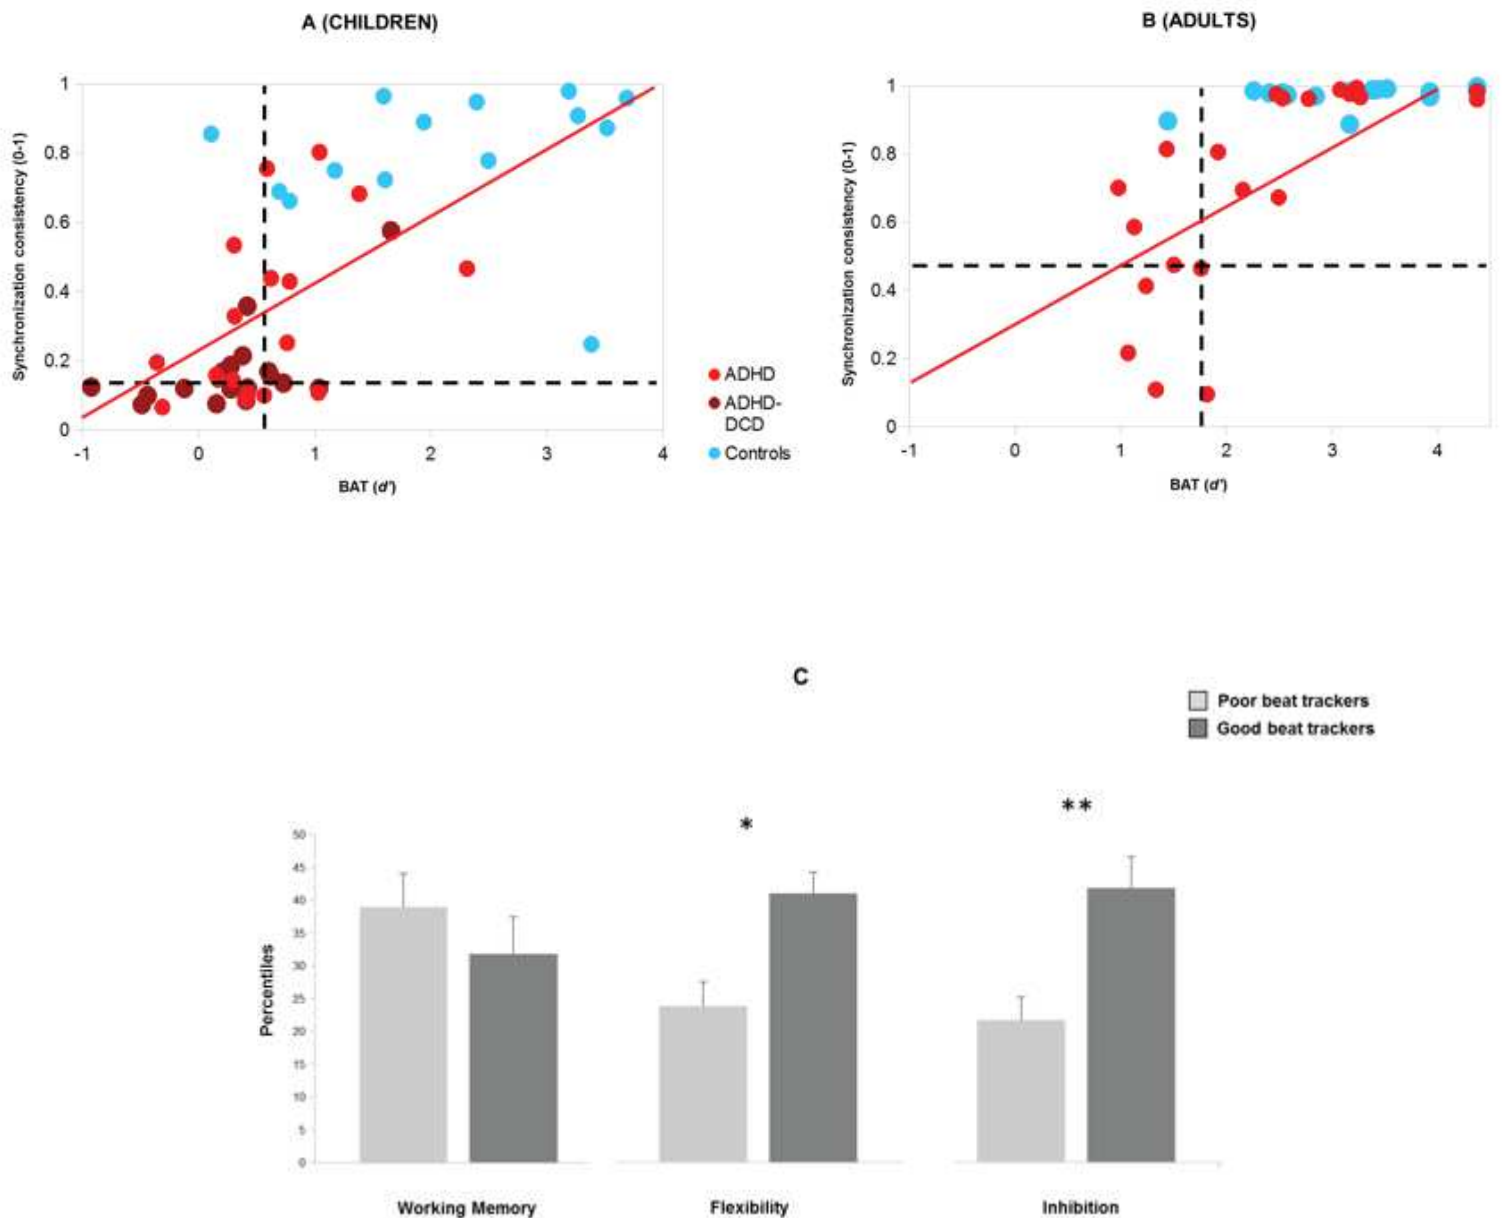 A (CHILDREN)
B (ADULTS)
Synchronization consistency (0-1)
1
0.8
0.6
0.4
0.2
0
-1
0
1
2
3
4
BAT (d')
ADHD
ADHD-
DCD
Controls
Synchronization consistency (0-1)
1
0.8
0.6
0.4
0.2
0
-1
0
1
2
3
4
BAT (d')
C
Poor beat trackers
Good beat trackers
Percentiles
50
45
40
35
30
25
20
15
10
5
0
*
**
Working Memory
Flexibility
Inhibition